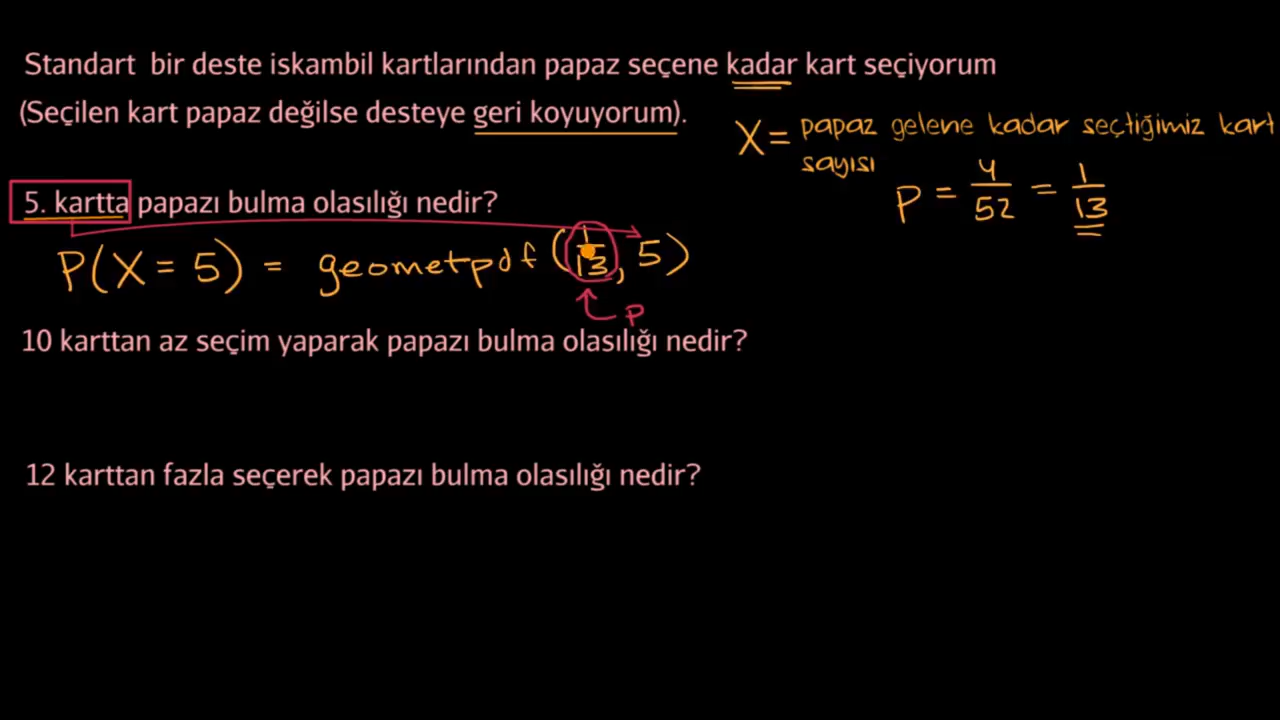 Standart bir deste iskambil kartlarından papaz seçene kadar kart seçiyorum
(Seçilen kart papaz değilse desteye geri koyuyorum).
X = papaz gelene kadar seçtiğimiz kart
sayısı
P = 4/52 = 1/13
5. kartta papazı bulma olasılığı nedir?
P(X = 5) = geometpdf (1/13, 5)
P
10 karttan az seçim yaparak papazı bulma olasılığı nedir?
12 karttan fazla seçerek papazı bulma olasılığı nedir?